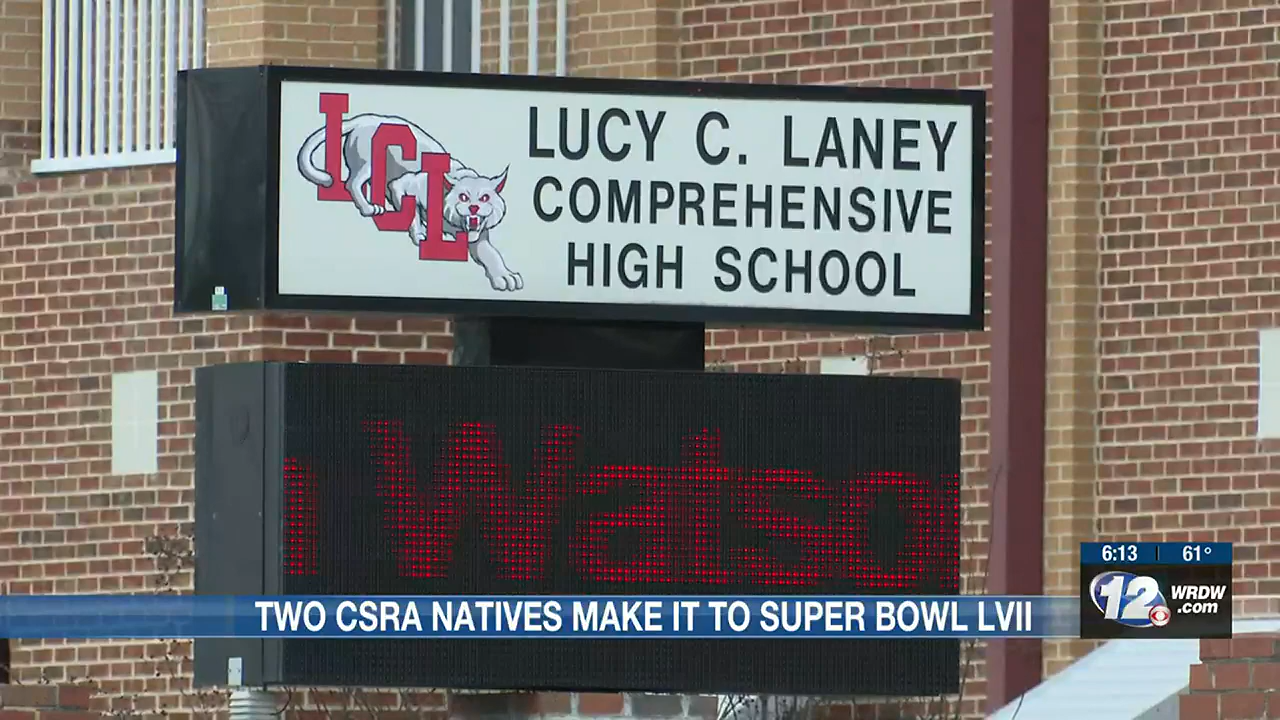 LCL
LUCY C. LANEY
COMPREHENSIVE
HIGH SCHOOL
Watso
6:13 61°
12 WRDW
.com
TWO CSRA NATIVES MAKE IT TO SUPER BOWL LVII